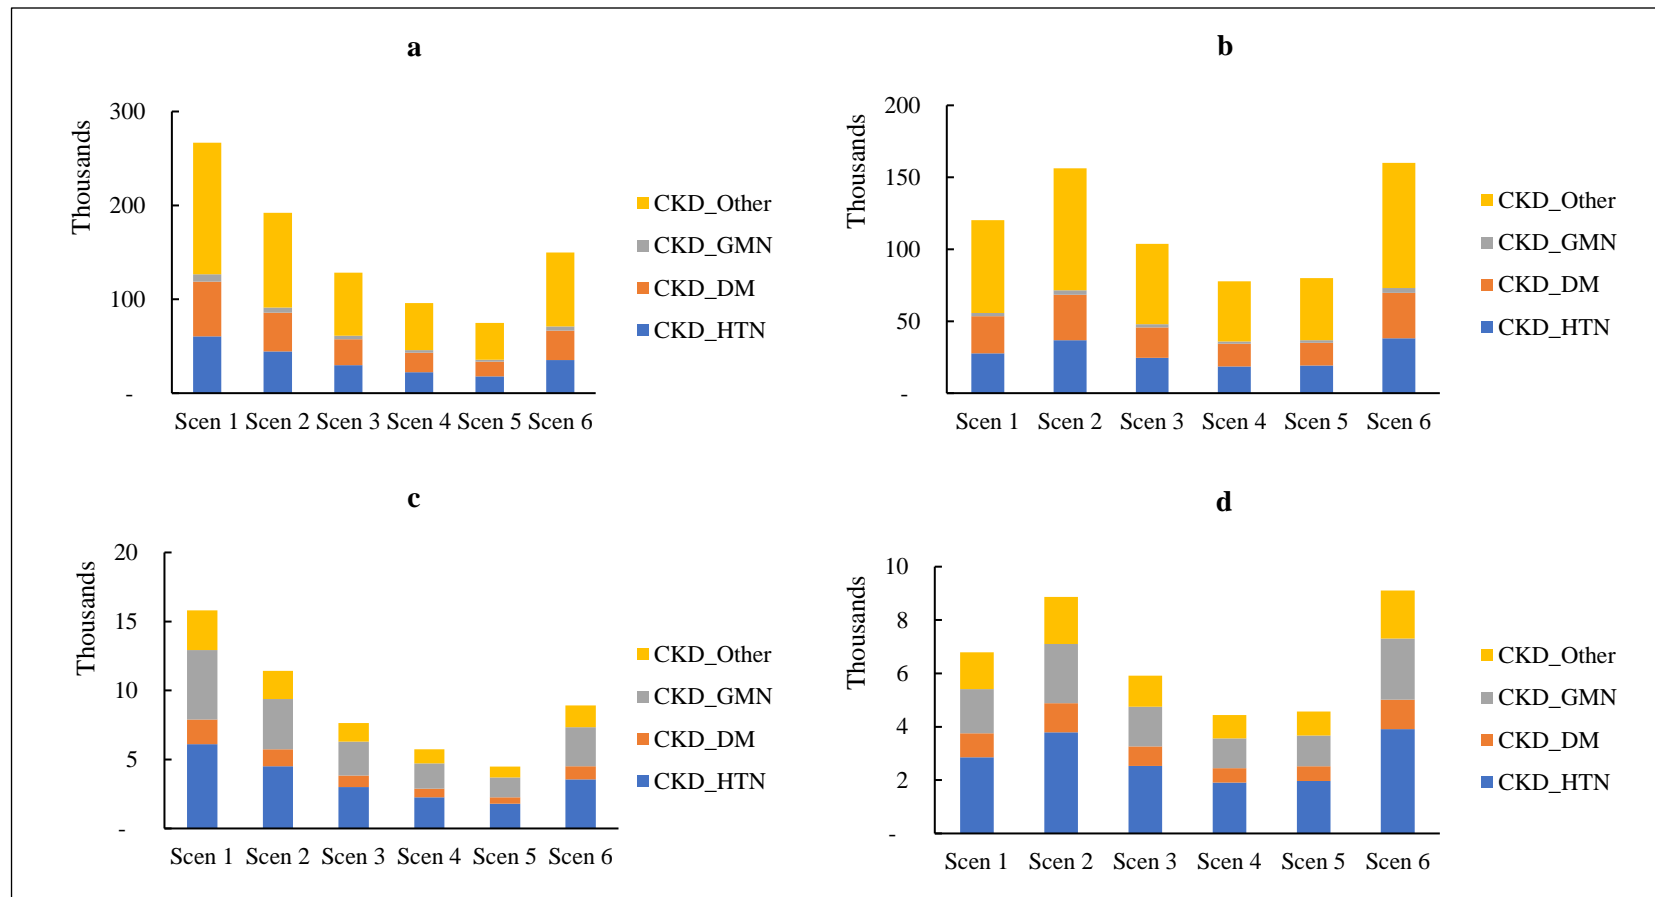 a
300
200
100
-
Thousands
Scen 1 Scen 2 Scen 3 Scen 4 Scen 5 Scen 6
CKD_Other
CKD_GMN
CKD_DM
CKD_HTN
b
200
150
100
50
-
Thousands
Scen 1 Scen 2 Scen 3 Scen 4 Scen 5 Scen 6
CKD_Other
CKD_GMN
CKD_DM
CKD_HTN
c
20
15
10
5
-
Thousands
Scen 1 Scen 2 Scen 3 Scen 4 Scen 5 Scen 6
CKD_Other
CKD_GMN
CKD_DM
CKD_HTN
d
10
8
6
4
2
-
Thousands
Scen 1 Scen 2 Scen 3 Scen 4 Scen 5 Scen 6
CKD_Other
CKD_GMN
CKD_DM
CKD_HTN